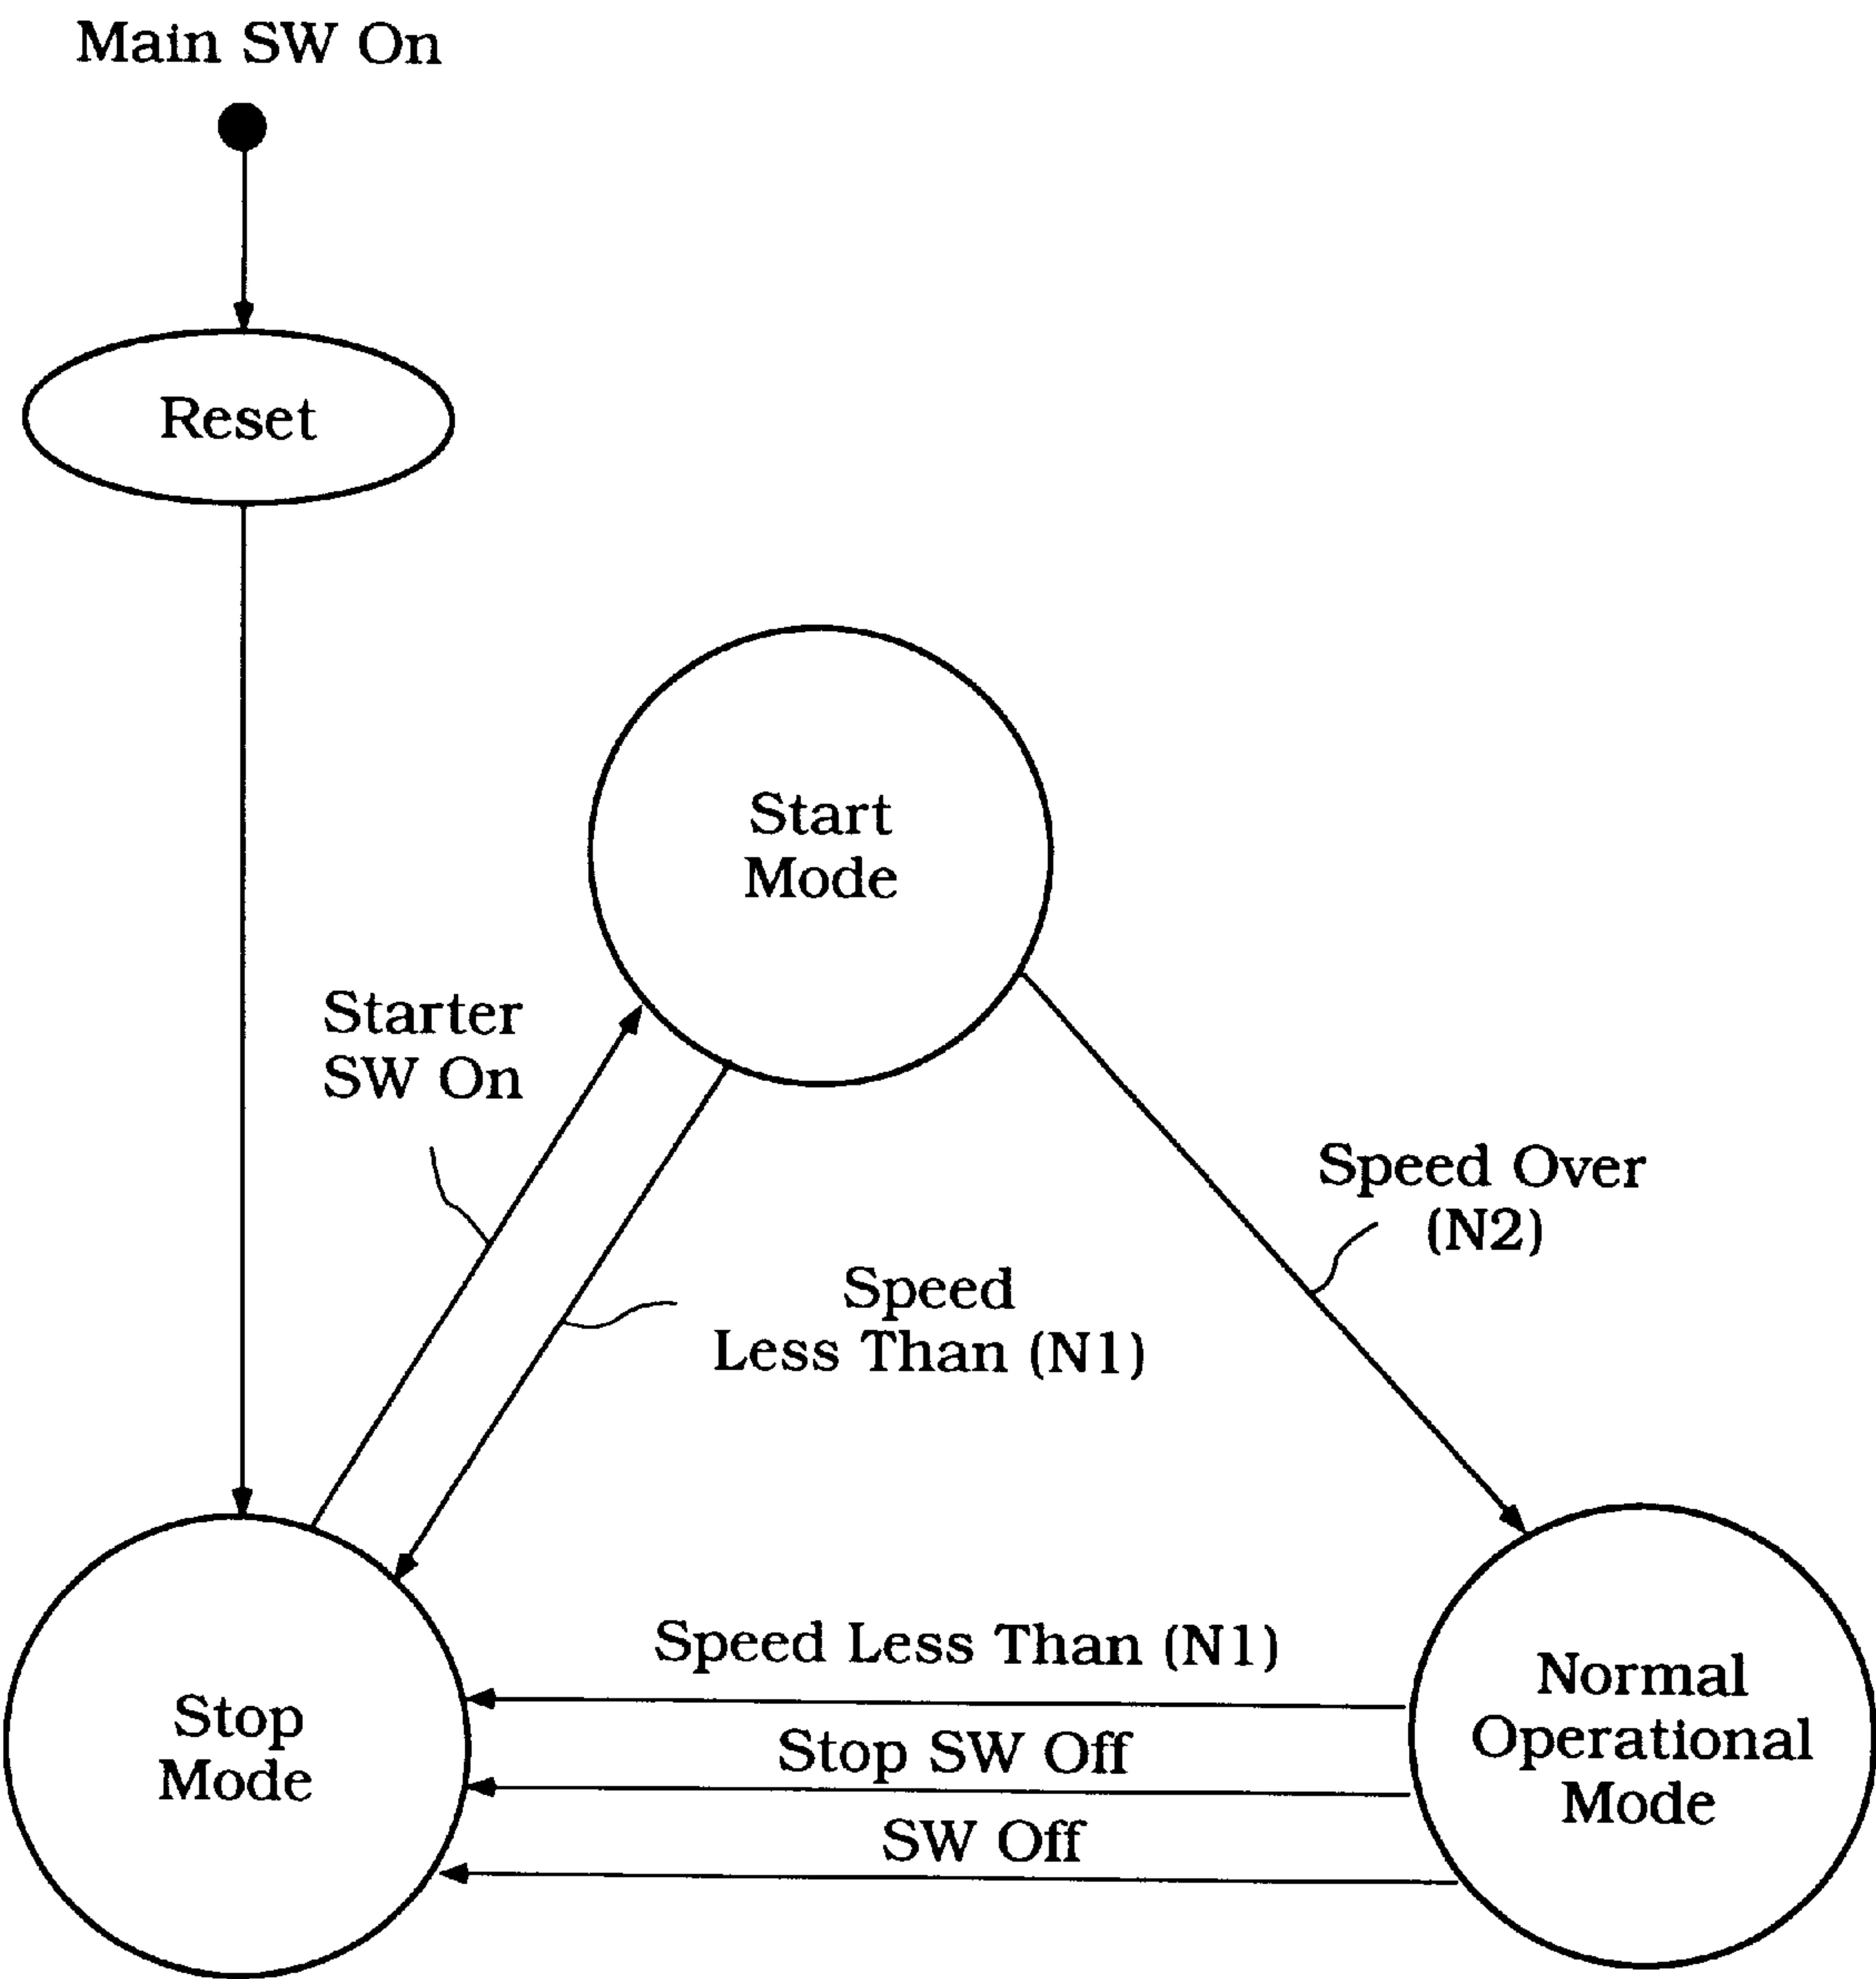 Main SW On
Reset
Start
Mode
Starter
SW On
Speed Over
(N2)
Speed
Less Than (N1)
Speed Less Than (N1)
Stop SW Off
SW Off
Stop
Mode
Normal
Operational
Mode